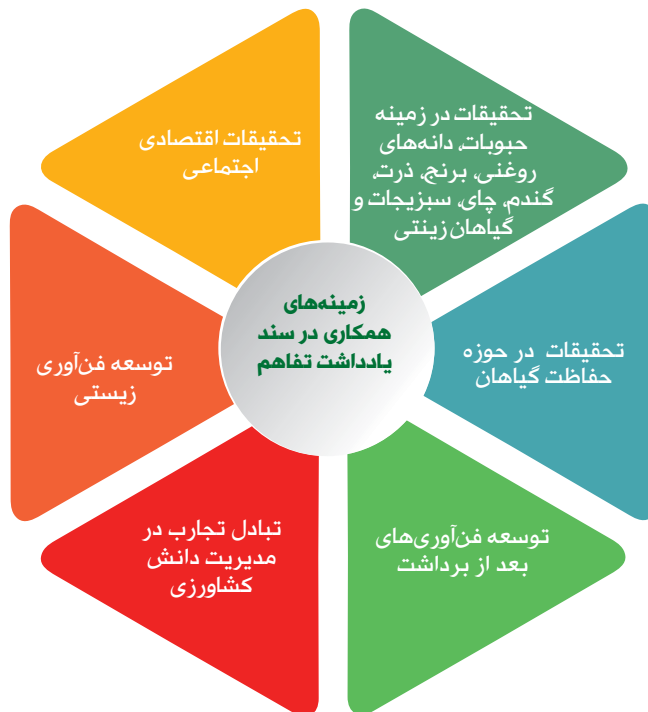 زمینه‌های
همکاری در سند
یادداشت تفاهم
تحقیقات در زمینه
حبوبات، دانه‌های
روغنی، برنج، ذرت،
گندم، چای، سبزیجات و
گیاهان زینتی
تحقیقات در حوزه
حفاظت گیاهان
توسعه فن‌آوری‌های
بعد از برداشت
تبادل تجارب در
مدیریت دانش
کشاورزی
توسعه فن‌آوری
زیستی
تحقیقات اقتصادی
اجتماعی